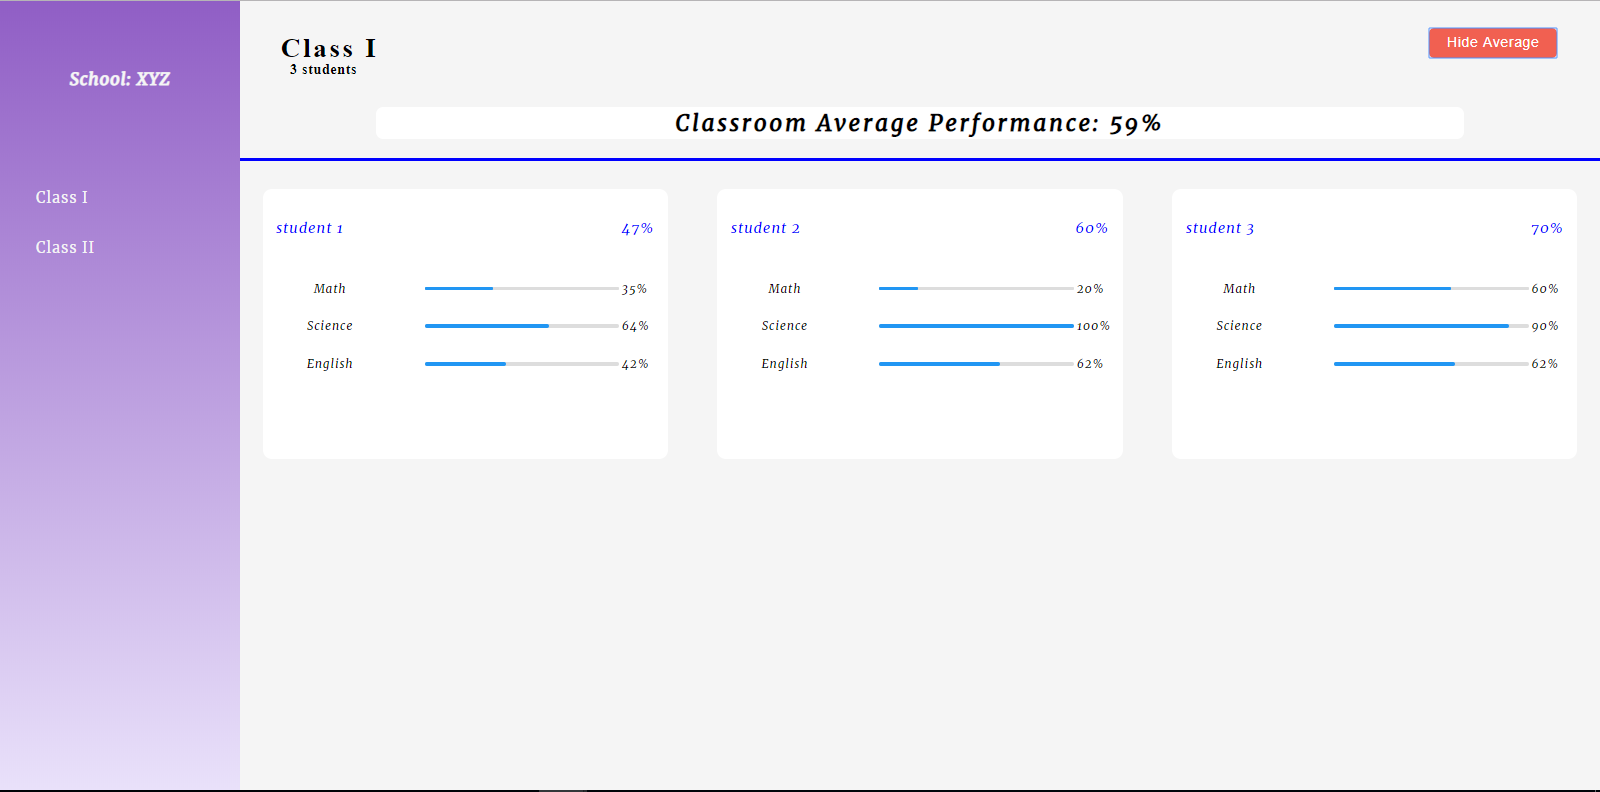 School: XYZ
Class I
Class II
Class I
3 students
Hide Average
Classroom Average Performance: 59%
student 1 47%
Math 35%
Science 64%
English 42%
student 2 60%
Math 20%
Science 100%
English 62%
student 3 70%
Math 60%
Science 90%
English 62%